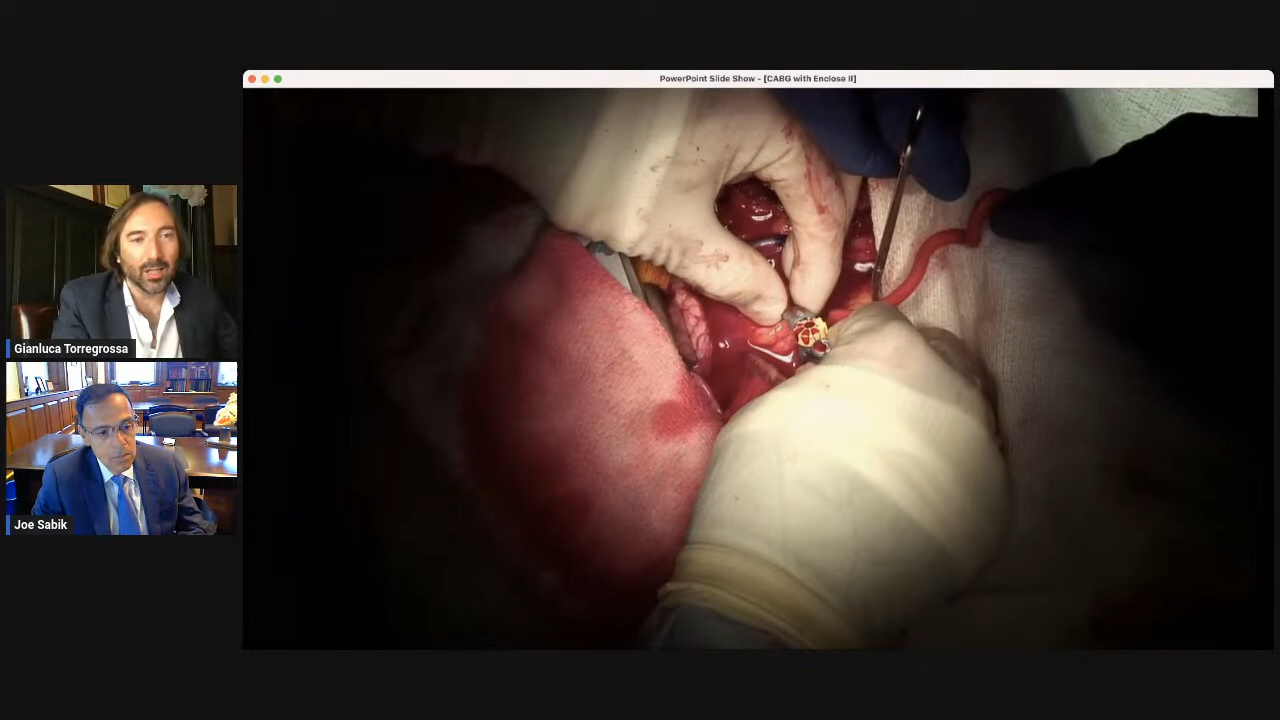 PowerPoint Slide Show - [CABG with Enclose II]
Gianluca Torregrossa
Joe Sabik